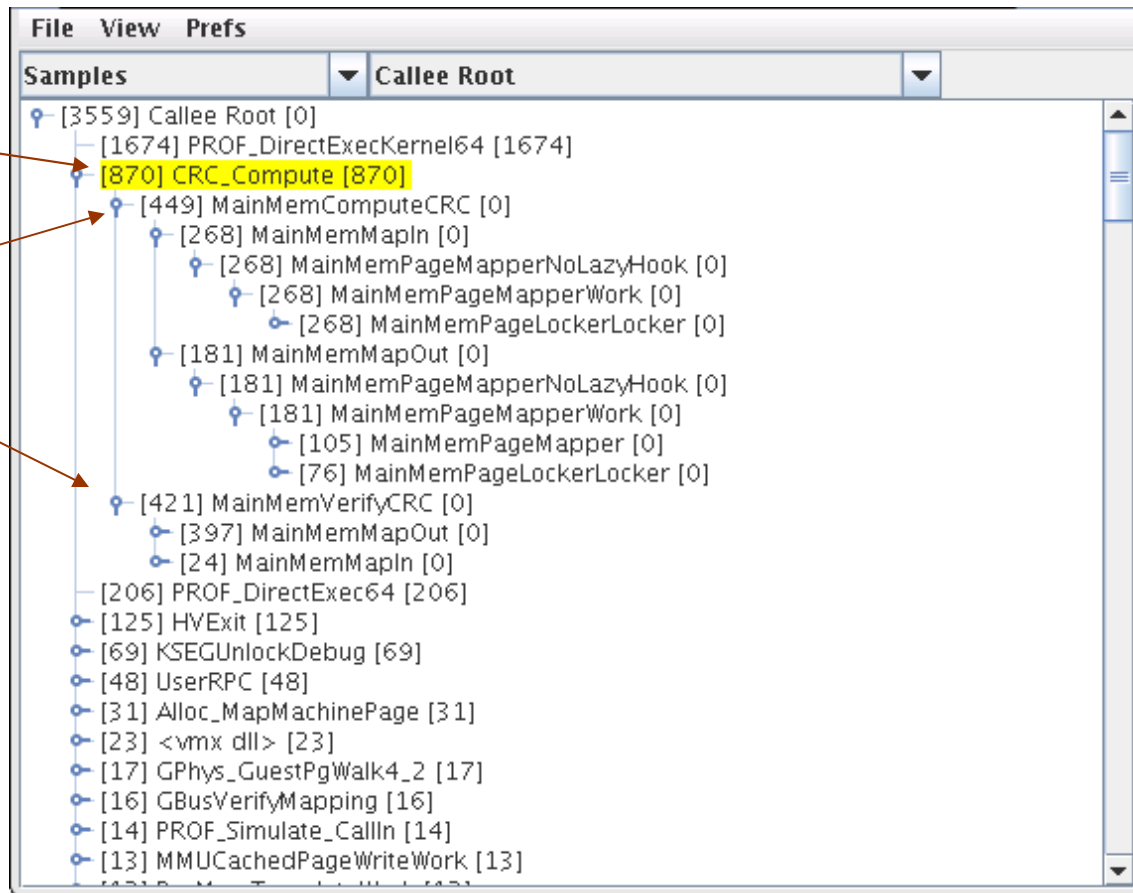 File View Prefs
Samples Callee Root
[3559] Callee Root [0]
[1674] PROF_DirectExecKernel64 [1674]
[870] CRC_Compute [870]
[449] MainMemComputeCRC [0]
[268] MainMemMapIn [0]
[268] MainMemPageMapperNoLazyHook [0]
[268] MainMemPageMapperWork [0]
[268] MainMemPageLockerLocker [0]
[181] MainMemMapOut [0]
[181] MainMemPageMapperNoLazyHook [0]
[181] MainMemPageMapperWork [0]
[105] MainMemPageMapper [0]
[76] MainMemPageLockerLocker [0]
[421] MainMemVerifyCRC [0]
[397] MainMemMapOut [0]
[24] MainMemMapIn [0]
[206] PROF_DirectExec64 [206]
[125] HVExit [125]
[69] KSEGUnlockDebug [69]
[48] UserRPC [48]
[31] Alloc_MapMachinePage [31]
[23] <vmx dll> [23]
[17] GPhys_GuestPgWalk4_2 [17]
[16] GBusVerifyMapping [16]
[14] PROF_Simulate_CallIn [14]
[13] MMUCachedPageWriteWork [13]